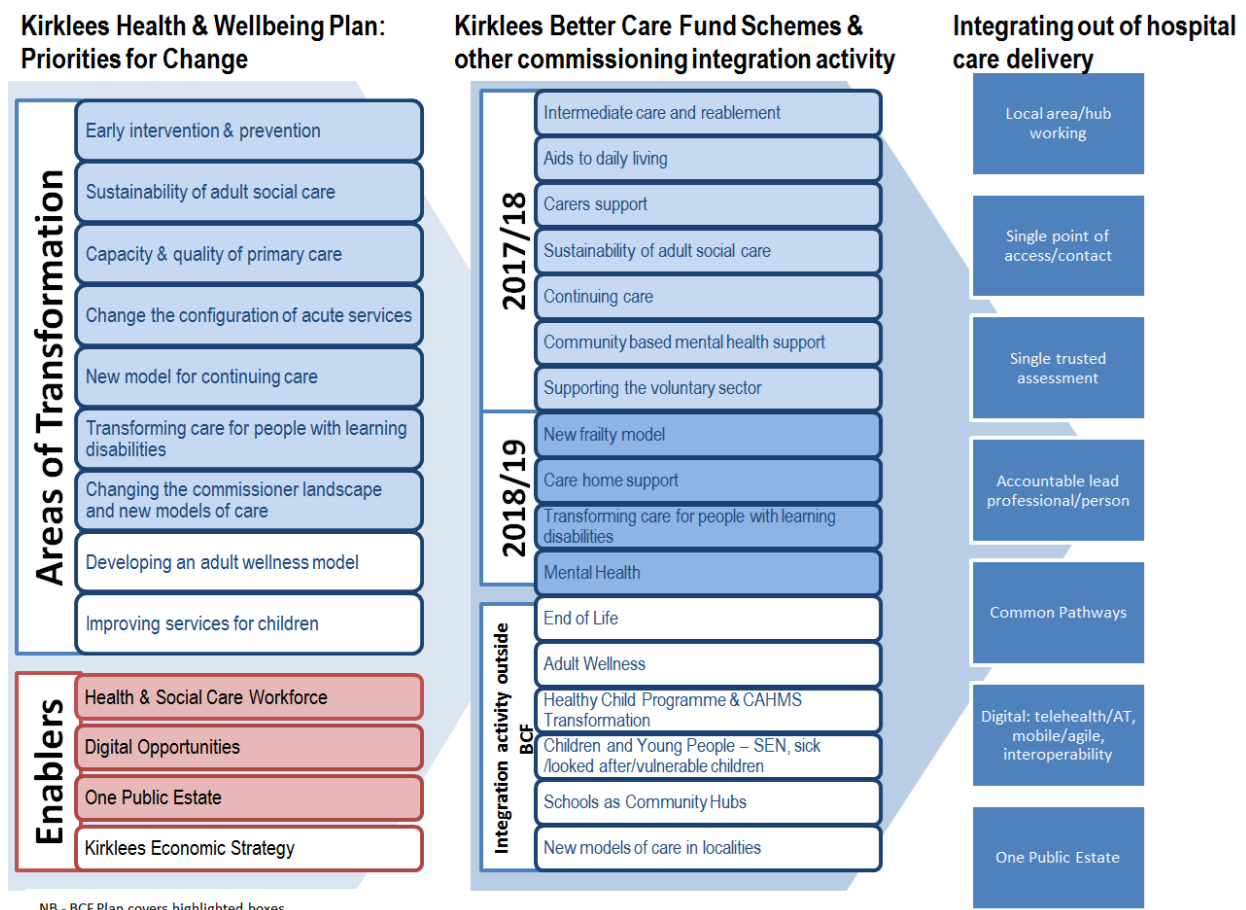 Kirklees Health & Wellbeing Plan:
Priorities for Change
Areas of Transformation
Early intervention & prevention
Sustainability of adult social care
Capacity & quality of primary care
Change the configuration of acute services
New model for continuing care
Transforming care for people with learning
disabilities
Changing the commissioner landscape
and new models of care
Developing an adult wellness model
Improving services for children
Enablers
Health & Social Care Workforce
Digital Opportunities
One Public Estate
Kirklees Economic Strategy
NB - BCF Plan covers highlighted boxes
Kirklees Better Care Fund Schemes &
other commissioning integration activity
2017/18
Intermediate care and reablement
Aids to daily living
Carers support
Sustainability of adult social care
Continuing care
Community based mental health support
Supporting the voluntary sector
2018/19
New frailty model
Care home support
Transforming care for people with learning
disabilities
Mental Health
Integration activity outside
BCF
End of Life
Adult Wellness
Healthy Child Programme & CAHMS
Transformation
Children and Young People – SEN, sick
/looked after/vulnerable children
Schools as Community Hubs
New models of care in localities
Integrating out of hospital
care delivery
Local area/hub
working
Single point of
access/contact
Single trusted
assessment
Accountable lead
professional/person
Common Pathways
Digital: telehealth/AT,
mobile/agile,
interoperability
One Public Estate